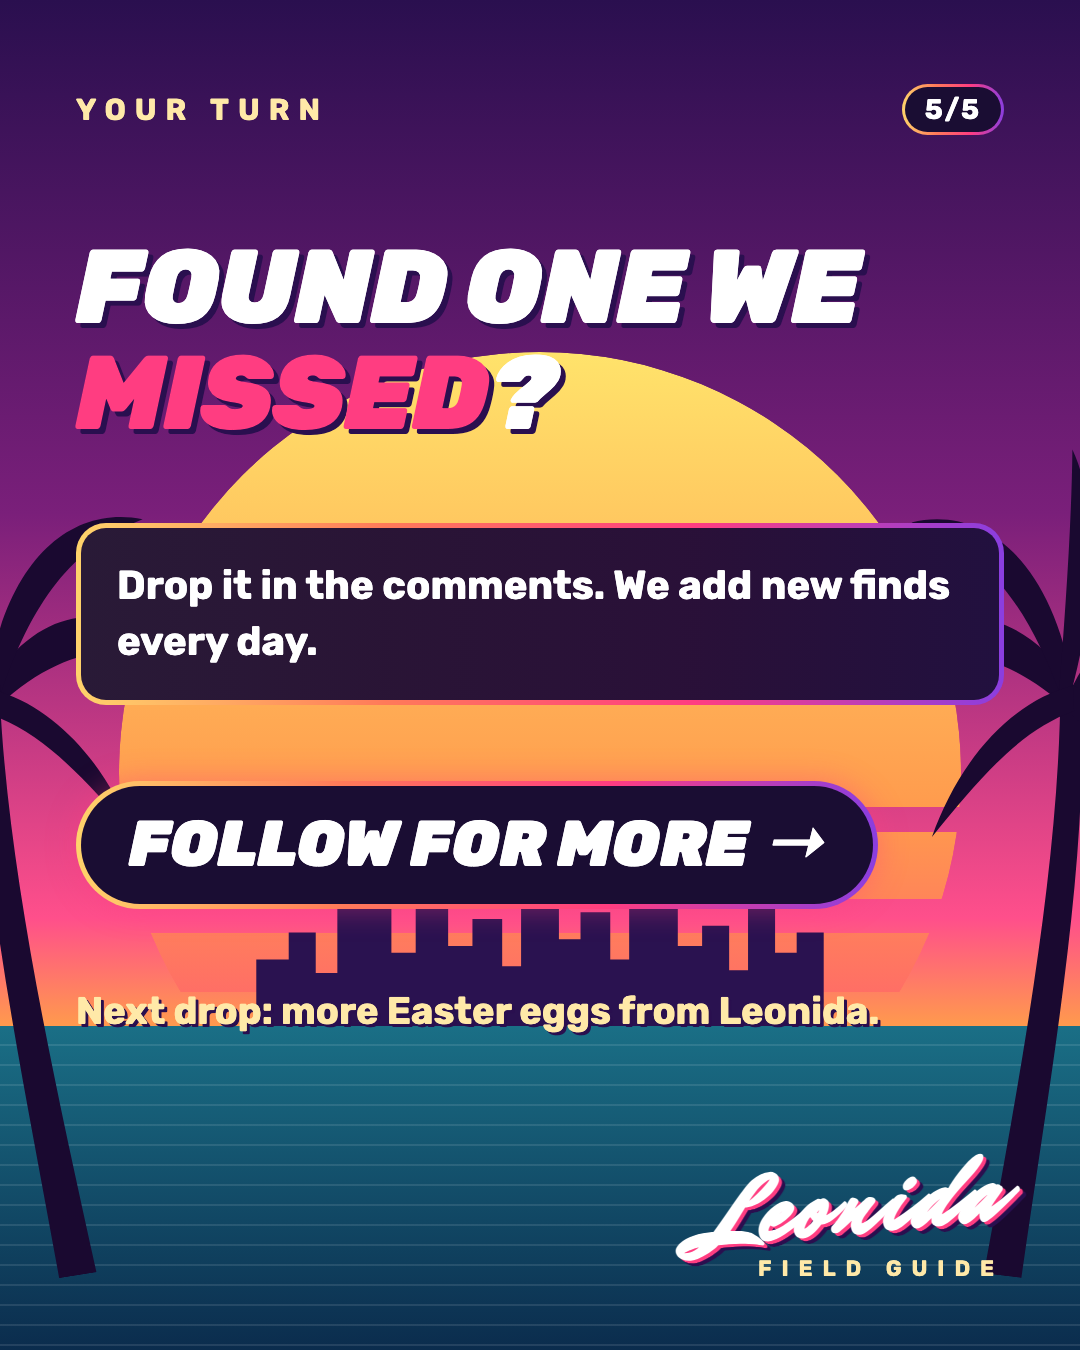 YOUR TURN
5/5
FOUND ONE WE
MISSED?
Drop it in the comments. We add new finds
every day.
FOLLOW FOR MORE →
Next drop: more Easter eggs from Leonida.
Leonida
FIELD GUIDE